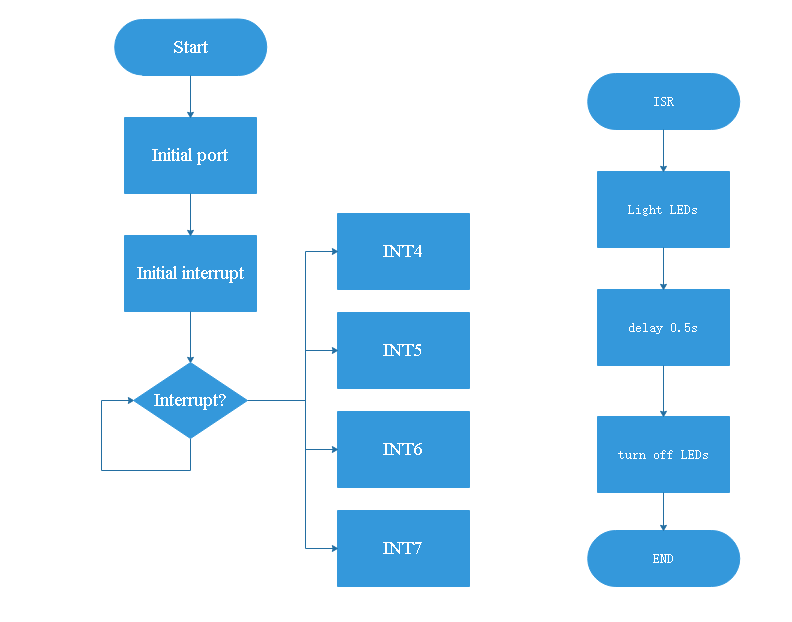 Start
Initial port
Initial interrupt
Interrupt?
INT4
INT5
INT6
INT7
ISR
Light LEDs
delay 0.5s
turn off LEDs
END